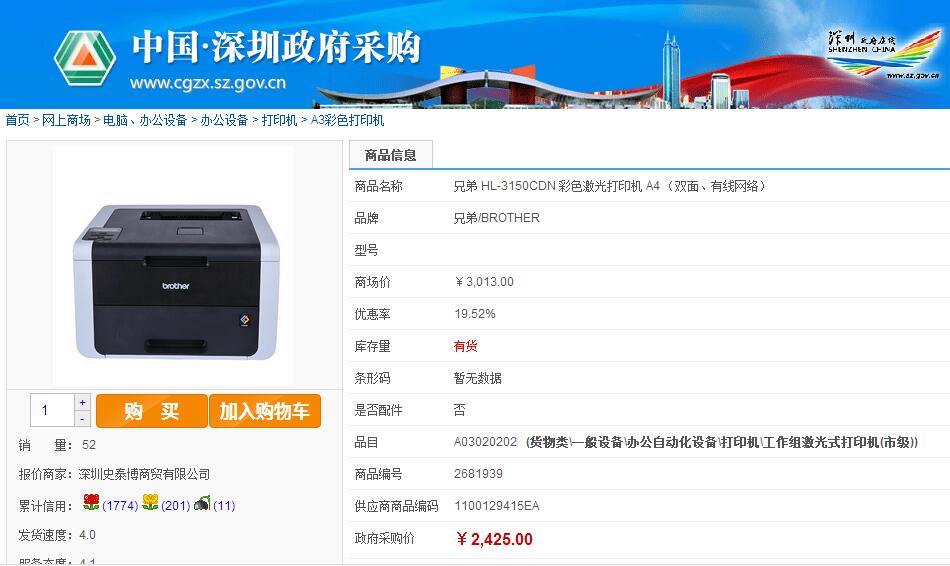 中国·深圳政府采购
www.cgzx.sz.gov.cn
深圳 政府在线
SHENZHEN CHINA
www.sz.gov.cn
首页 > 网上商场 > 电脑、办公设备 > 办公设备 > 打印机 > A3彩色打印机
商品信息
商品名称 兄弟 HL-3150CDN 彩色激光打印机 A4（双面、有线网络）
品牌 兄弟/BROTHER
型号
商场价 ￥3,013.00
优惠率 19.52%
库存量 有货
条形码 暂无数据
是否配件 否
品目 A03020202 (货物类\一般设备\办公自动化设备\打印机\工作组激光式打印机(市级))
商品编号 2681939
供应商商品编码 1100129415EA
政府采购价 ￥2,425.00
brother
1 + -
购 买 加入购物车
销 量： 52
报价商家： 深圳史泰博商贸有限公司
累计信用： (1774) (201) (11)
发货速度： 4.0
服务态度： 4.1